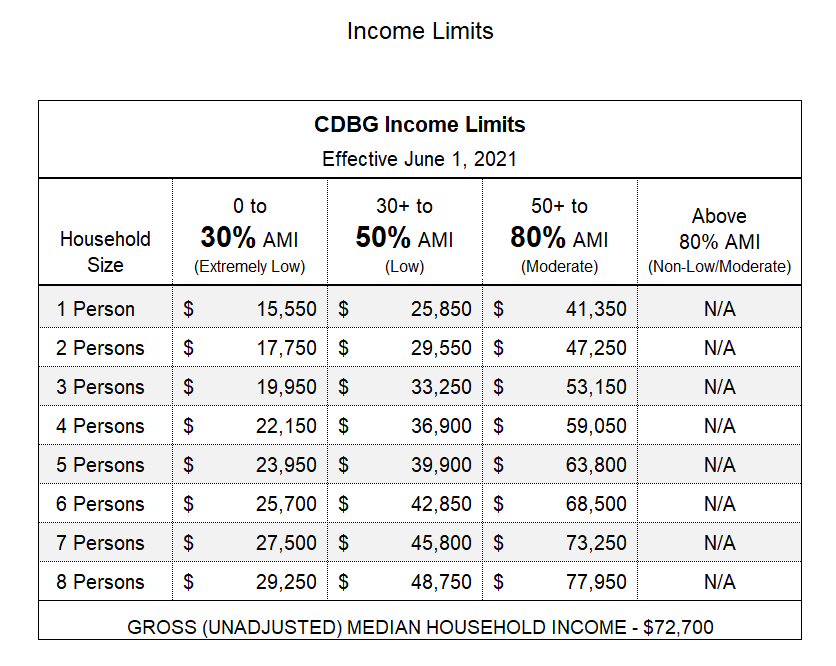 Income Limits
CDBG Income Limits
Effective June 1, 2021
Household Size
0 to 30% AMI (Extremely Low)
30+ to 50% AMI (Low)
50+ to 80% AMI (Moderate)
Above 80% AMI (Non-Low/Moderate)
1 Person $ 15,550 $ 25,850 $ 41,350 N/A
2 Persons $ 17,750 $ 29,550 $ 47,250 N/A
3 Persons $ 19,950 $ 33,250 $ 53,150 N/A
4 Persons $ 22,150 $ 36,900 $ 59,050 N/A
5 Persons $ 23,950 $ 39,900 $ 63,800 N/A
6 Persons $ 25,700 $ 42,850 $ 68,500 N/A
7 Persons $ 27,500 $ 45,800 $ 73,250 N/A
8 Persons $ 29,250 $ 48,750 $ 77,950 N/A
GROSS (UNADJUSTED) MEDIAN HOUSEHOLD INCOME - $72,700